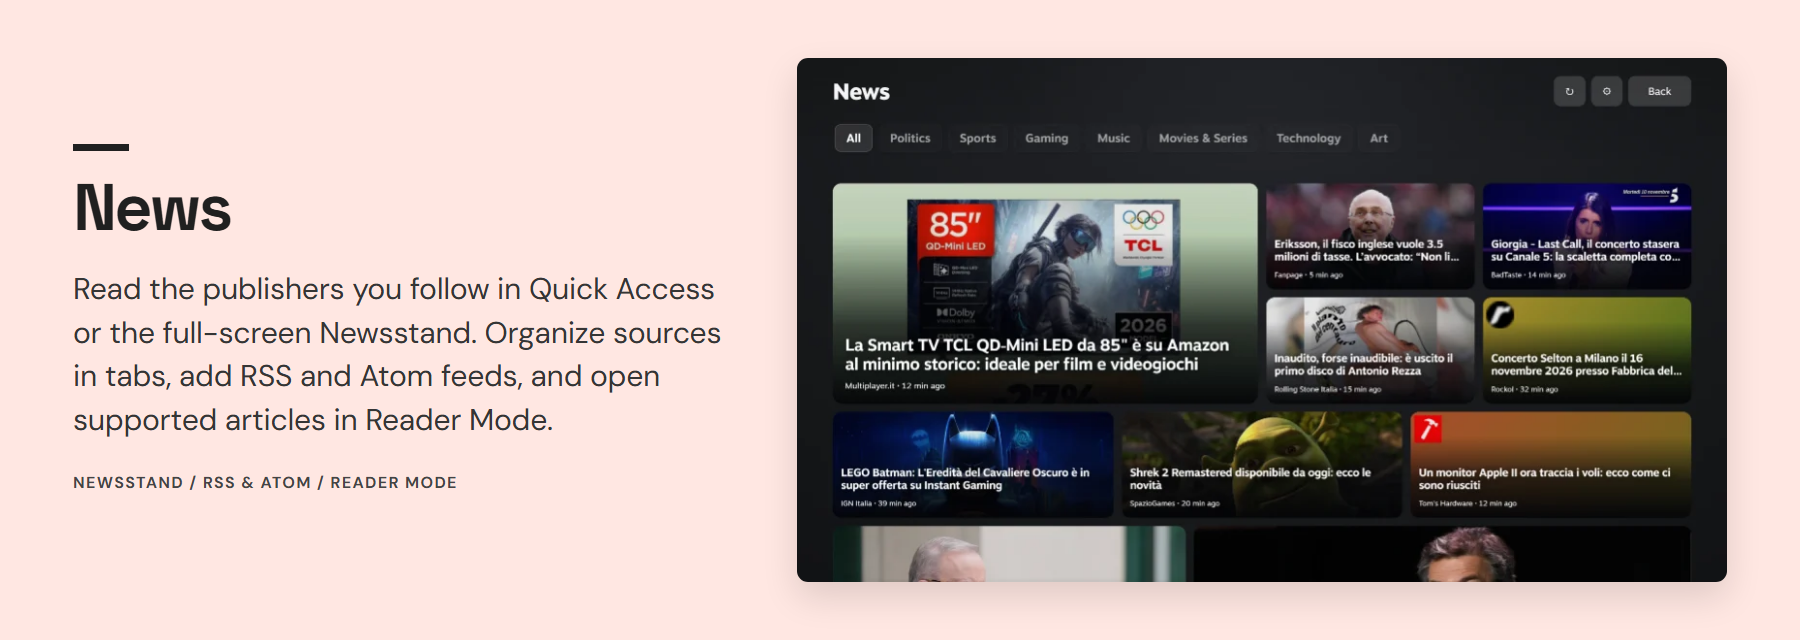 News
Read the publishers you follow in Quick Access
or the full-screen Newsstand. Organize sources
in tabs, add RSS and Atom feeds, and open
supported articles in Reader Mode.
NEWSSTAND / RSS & ATOM / READER MODE
News
Back
All Politics Sports Gaming Music Movies & Series Technology Art
85"
QD-Mini LED
TCL
Dolby
2026
La Smart TV TCL QD-Mini LED da 85" è su Amazon
al minimo storico: ideale per film e videogiochi
27%
Multiplayer.it · 12 min ago
Eriksson, il fisco inglese vuole 3.5
milioni di tasse. L'avvocato: "Non li...
Fanpage · 5 min ago
Giorgia - Last Call, il concerto stasera
su Canale 5: la scaletta completa co...
BadTaste · 14 min ago
Inaudito, forse inaudibile: è uscito il
primo disco di Antonio Rezza
Rolling Stone Italia · 15 min ago
Concerto Selton a Milano il 16
novembre 2026 presso Fabbrica del...
Rockol · 32 min ago
LEGO Batman: L'Eredità del Cavaliere Oscuro è in
super offerta su Instant Gaming
IGN Italia · 39 min ago
Shrek 2 Remastered disponibile da oggi: ecco le
novità
SpazioGames · 20 min ago
Un monitor Apple II ora traccia i voli: ecco come ci
sono riusciti
Tom's Hardware · 12 min ago